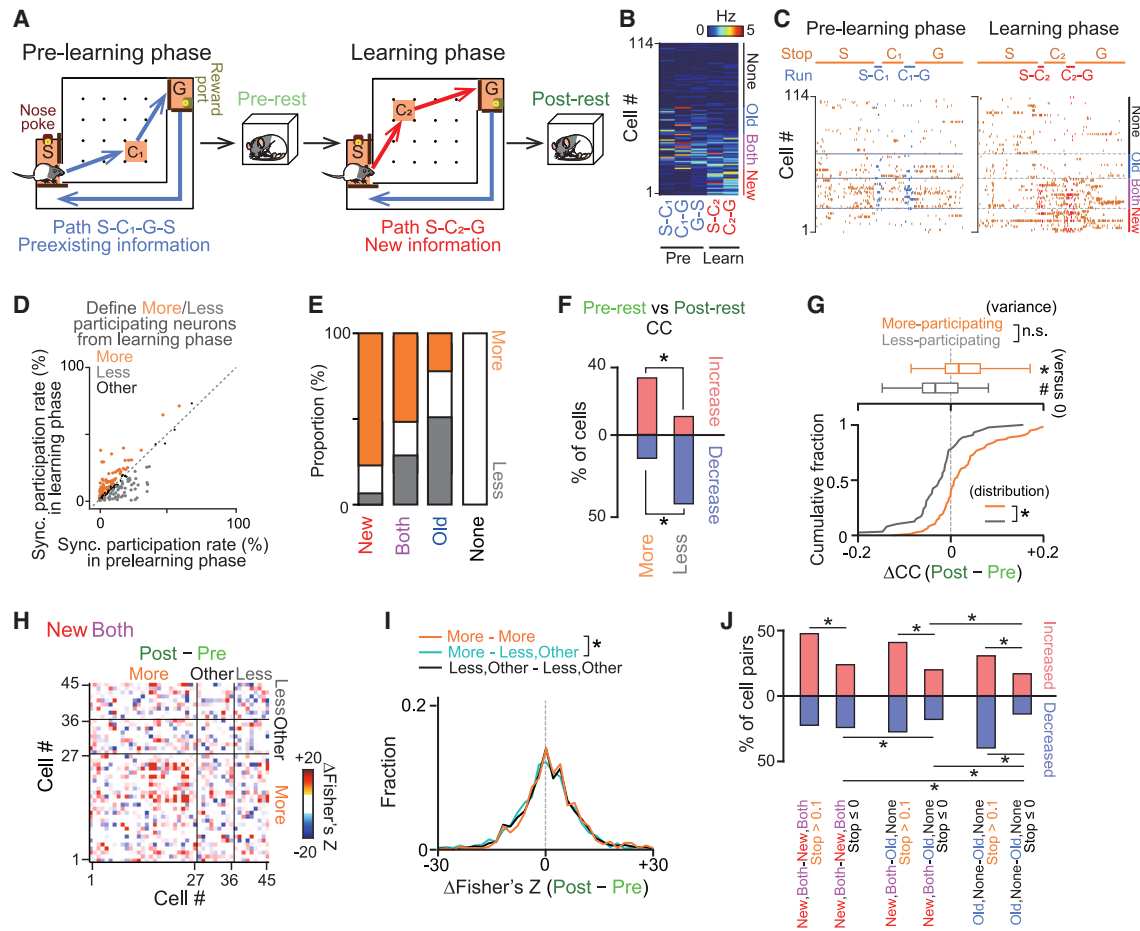 A
Pre-learning phase
Learning phase
Nose poke
Reward port
S
C₁
G
Pre-rest
S
C₂
G
Post-rest
Path S-C₁-G-S
Preexisting information
Path S-C₂-G
New information
B
Hz
0
5
114
Cell #
1
None
Old
Both
New
S-C₁
C₁-G
G-S
S-C₂
C₂-G
Pre
Learn
C
Pre-learning phase
Learning phase
Stop
S
C₁
G
S
C₂
G
Run
S-C₁
C₁-G
S-C₂
C₂-G
114
Cell #
1
None
Old
Both
New
D
Define More/Less
participating neurons
from learning phase
More
Less
Other
100
0
Sync. participation rate (%)
in learning phase
0
100
Sync. participation rate (%)
in prelearning phase
E
100
0
Proportion (%)
More
Less
New
Both
Old
None
F
Pre-rest vs Post-rest
CC
40
0
50
% of cells
*
*
Increase
Decrease
More
Less
G
(variance)
More-participating
Less-participating
n.s.
(versus 0)
*
#
1
0.5
0
Cumulative fraction
(distribution)
*
-0.2
0
+0.2
ΔCC (Post − Pre)
H
New Both
Post − Pre
More
Other
Less
45
36
27
1
Cell #
Less
Other
More
1
27
36
45
Cell #
+20
-20
ΔFisher's Z
I
More - More
More - Less,Other
*
Less,Other - Less,Other
0.2
0
Fraction
-30
0
+30
ΔFisher's Z (Post − Pre)
J
50
0
50
% of cell pairs
*
*
*
*
*
*
*
*
Increased
Decreased
New,Both-New,Both
Stop > 0.1
New,Both-New,Both
Stop ≤ 0
New,Both-Old,None
Stop > 0.1
New,Both-Old,None
Stop ≤ 0
Old,None-Old,None
Stop > 0.1
Old,None-Old,None
Stop ≤ 0